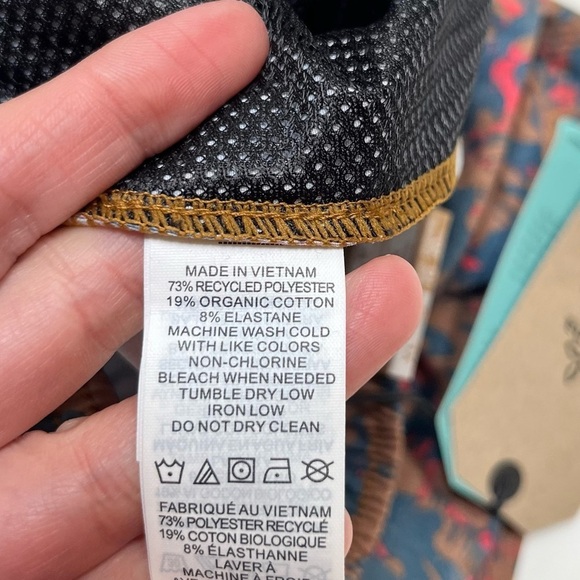 MADE IN VIETNAM
73% RECYCLED POLYESTER
19% ORGANIC COTTON
8% ELASTANE
MACHINE WASH COLD
WITH LIKE COLORS
NON-CHLORINE
BLEACH WHEN NEEDED
TUMBLE DRY LOW
IRON LOW
DO NOT DRY CLEAN
FABRIQUÉ AU VIETNAM
73% POLYESTER RECYCLÉ
19% COTON BIOLOGIQUE
8% ÉLASTHANNE
LAVER À
MACHINE À FROID